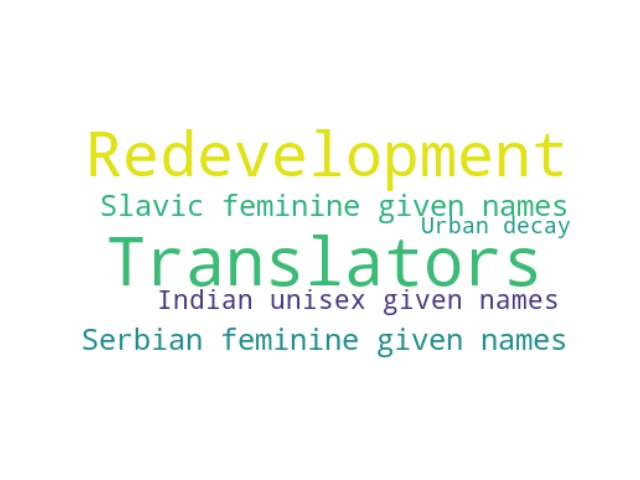 Redevelopment
Slavic feminine given names
Urban decay
Translators
Indian unisex given names
Serbian feminine given names